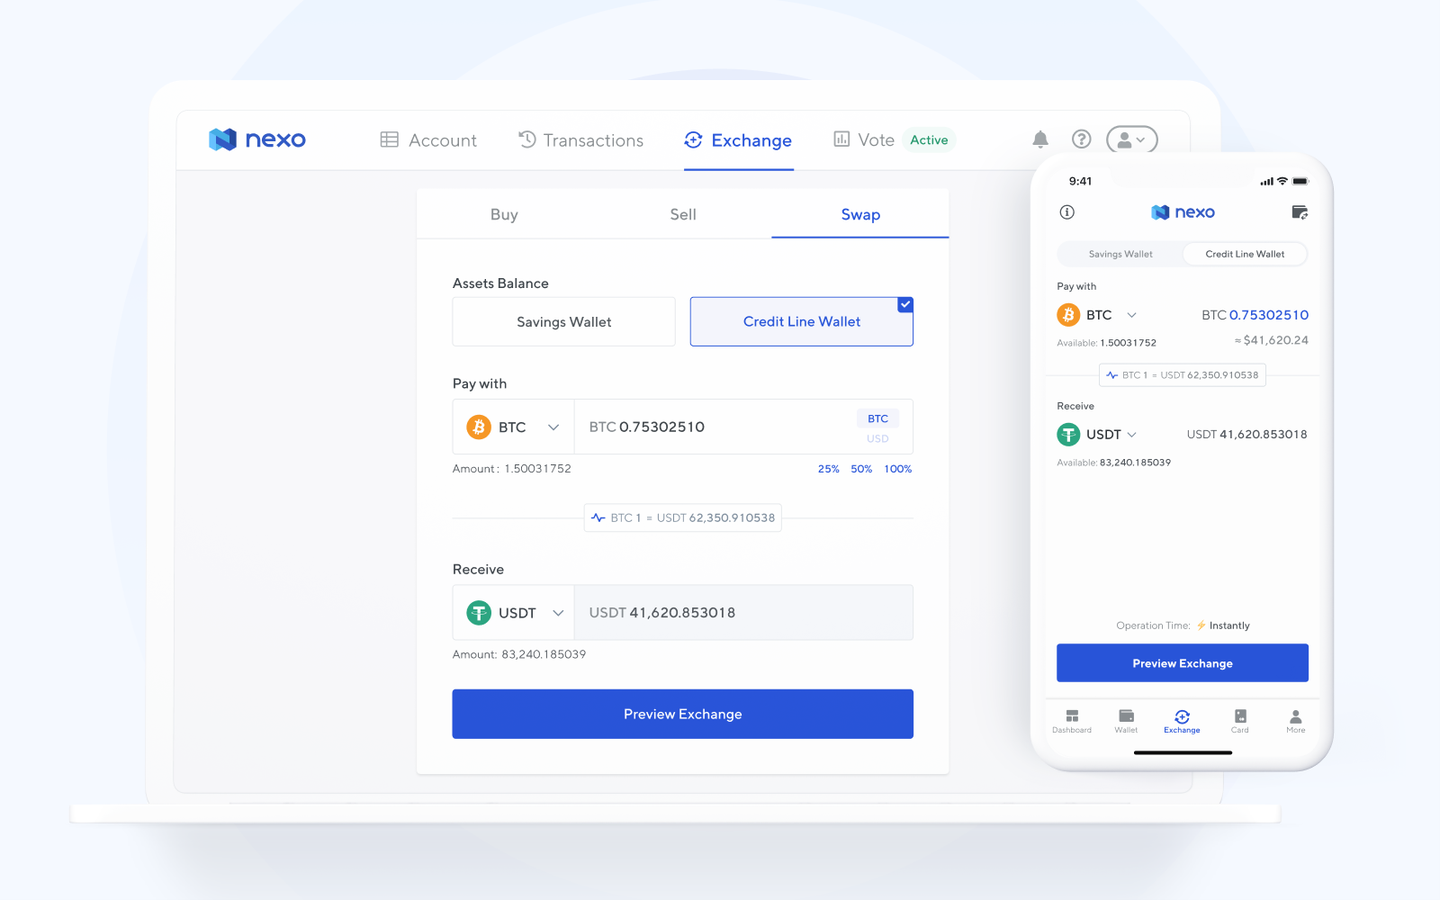 nexo
Account
Transactions
Exchange
Vote Active
Buy
Sell
Swap
Assets Balance
Savings Wallet
Credit Line Wallet
Pay with
BTC
BTC 0.75302510
BTC
USD
Amount: 1.50031752
25% 50% 100%
BTC 1 = USDT 62,350.910538
Receive
USDT
USDT 41,620.853018
Amount: 83,240.185039
Preview Exchange
9:41
nexo
Savings Wallet
Credit Line Wallet
Pay with
BTC
BTC 0.75302510
Available: 1.50031752
≈ $41,620.24
BTC 1 = USDT 62,350.910538
Receive
USDT
USDT 41,620.853018
Available: 83,240.185039
Operation Time: ⚡ Instantly
Preview Exchange
Dashboard
Wallet
Exchange
Card
More